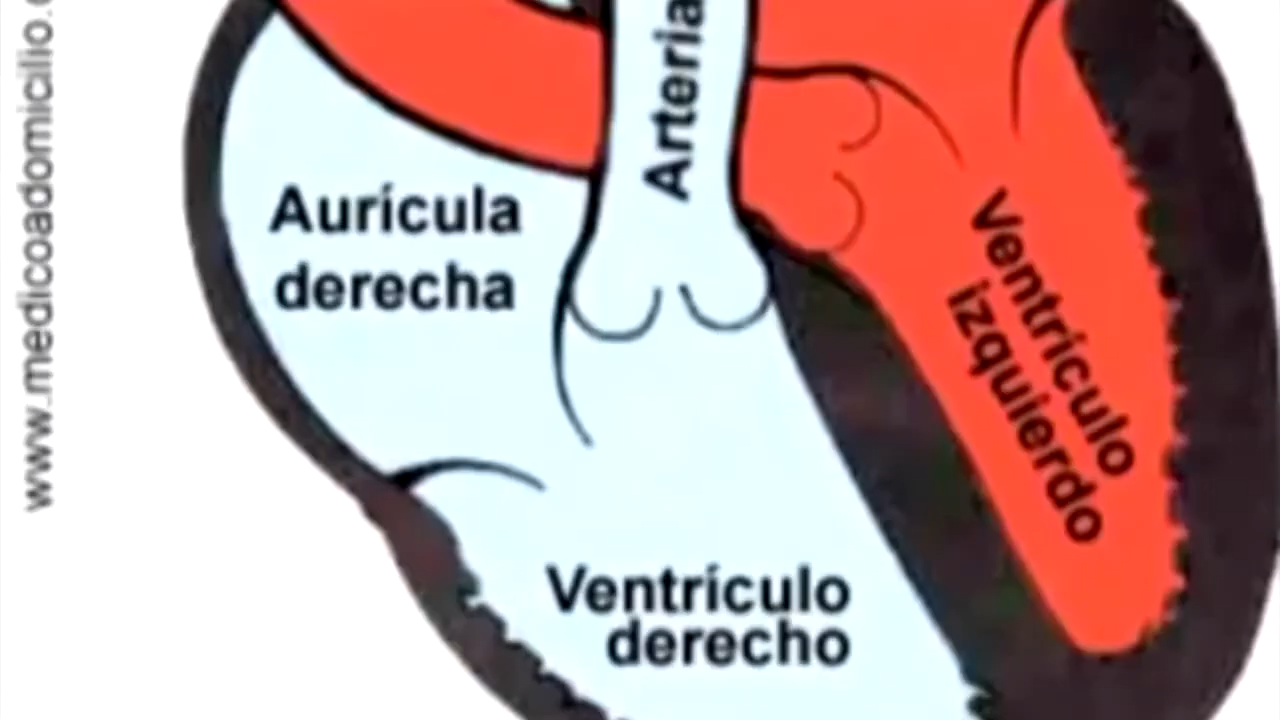 www.medicoadomicilio.
Arteria
Aurícula
derecha
Ventrículo
izquierdo
Ventrículo
derecho